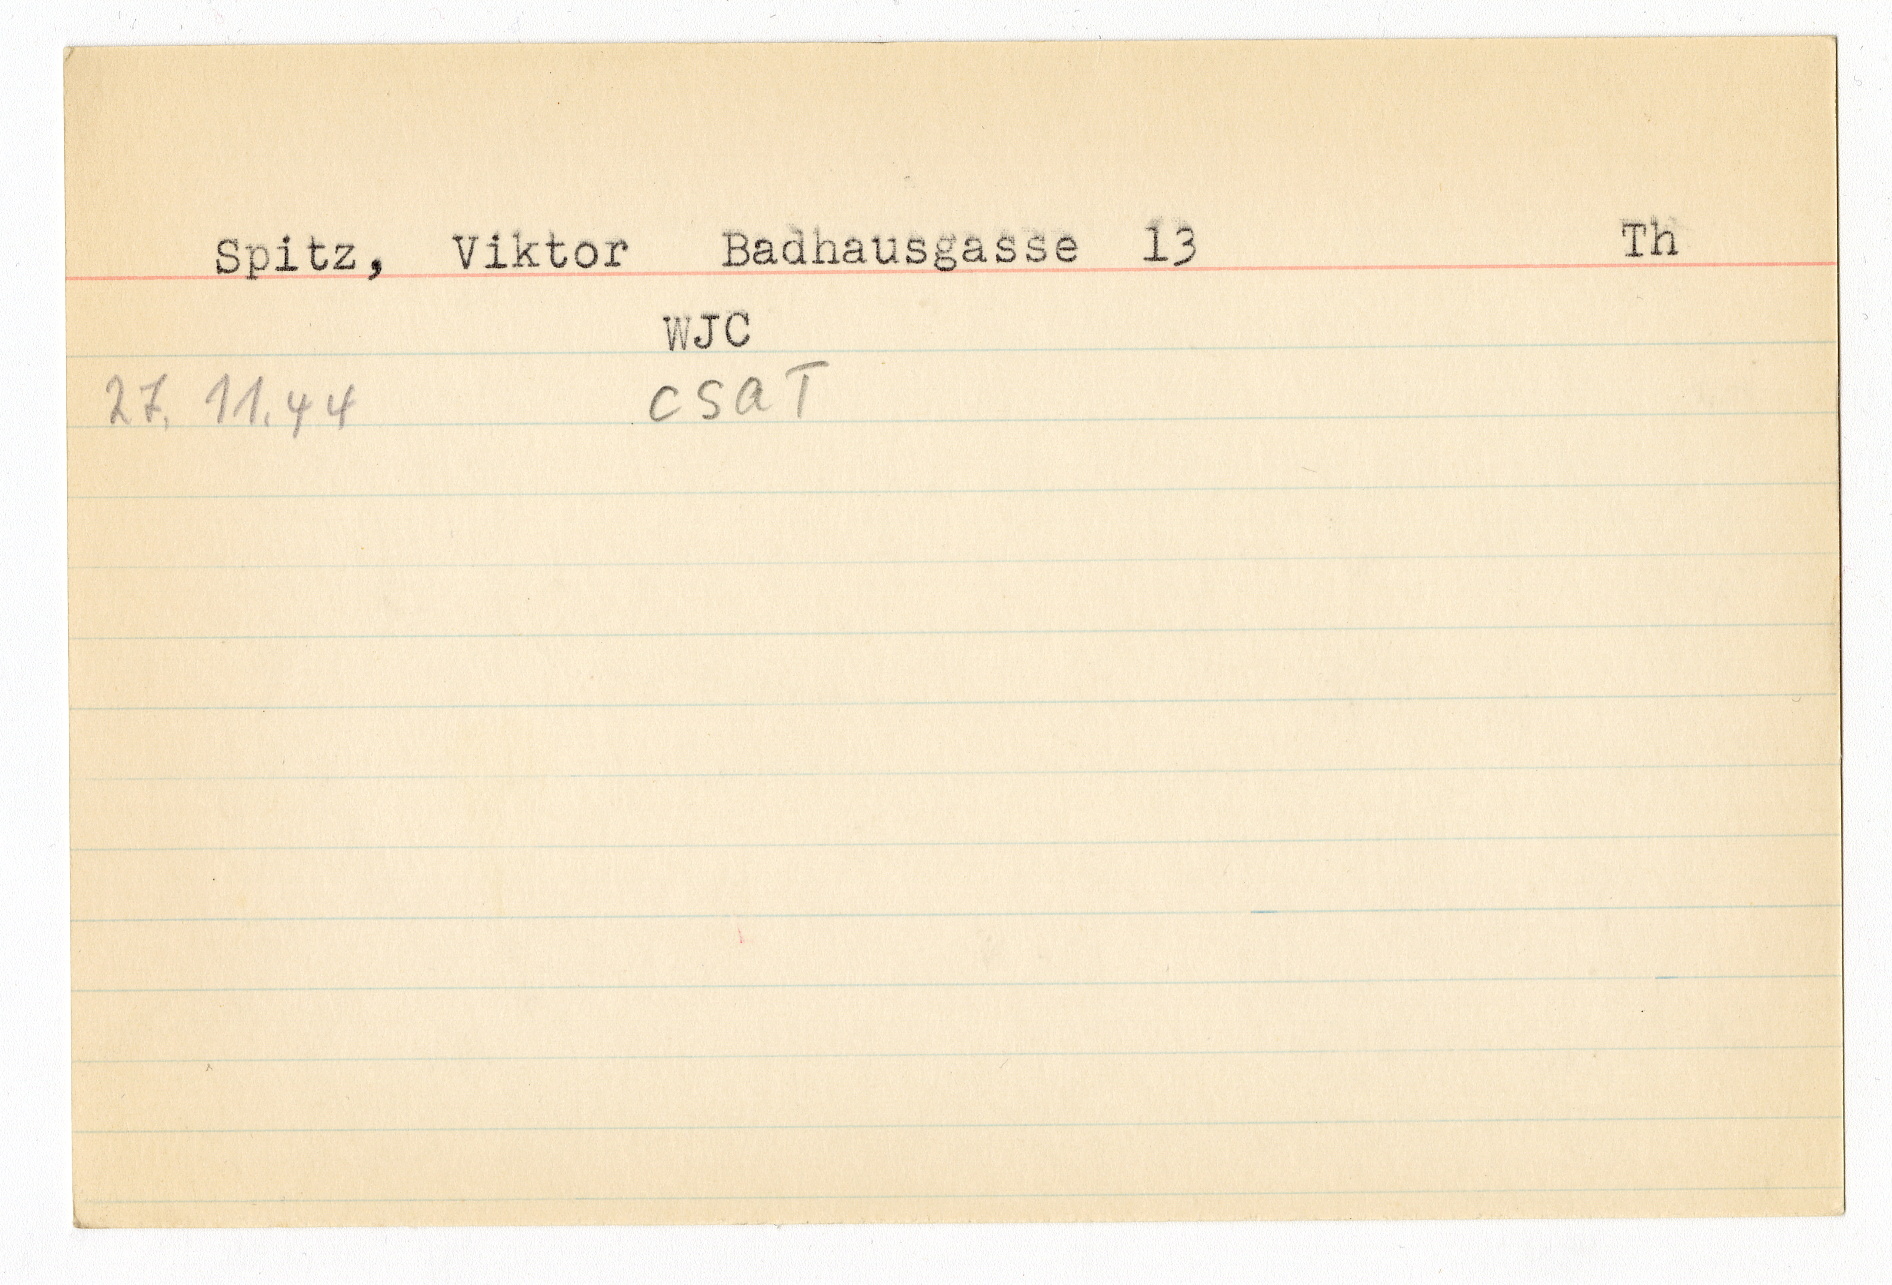 Spitz, Viktor Badhausgasse 13 Th
WJC
27. 11. 44 CSaT